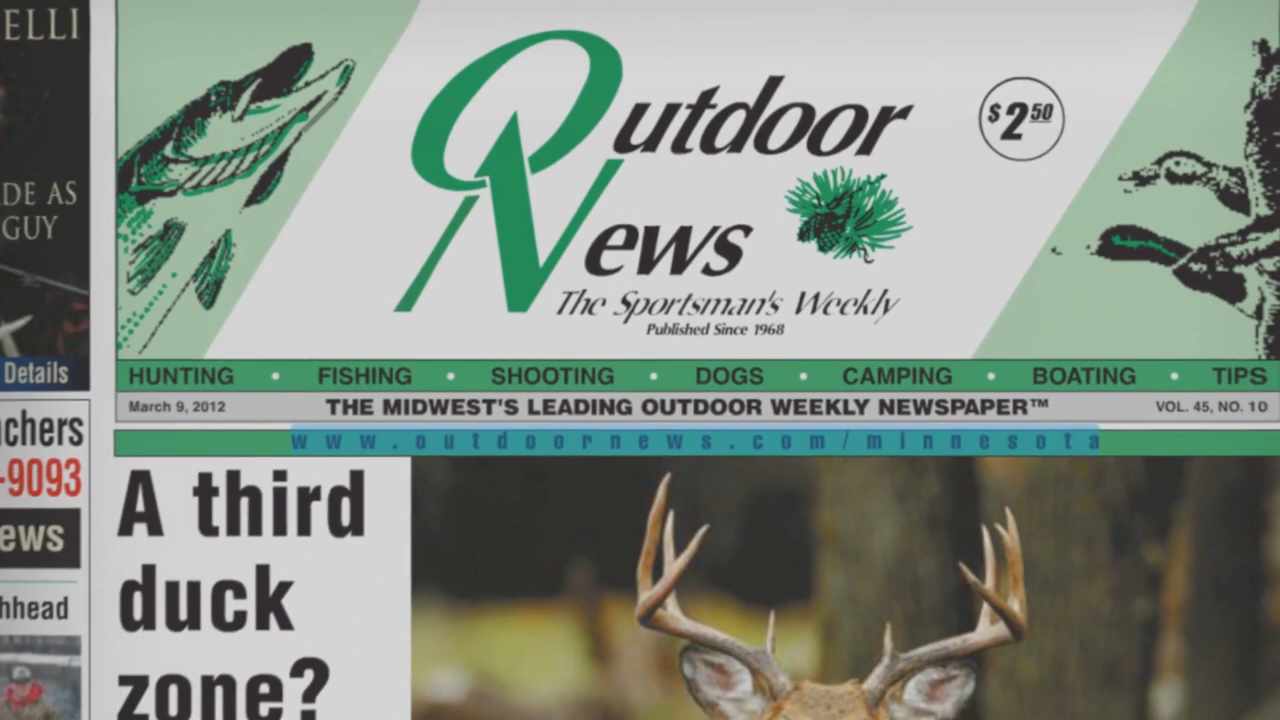 ELLI
DE AS
GUY
Details
chers
-9093
ews
hhead
Outdoor
News
The Sportsman's Weekly
Published Since 1968
$2.50
HUNTING • FISHING • SHOOTING • DOGS • CAMPING • BOATING • TIPS
March 9, 2012 THE MIDWEST'S LEADING OUTDOOR WEEKLY NEWSPAPER™ VOL. 45, NO. 10
www.outdoornews.com/minnesota
A third
duck
zone?